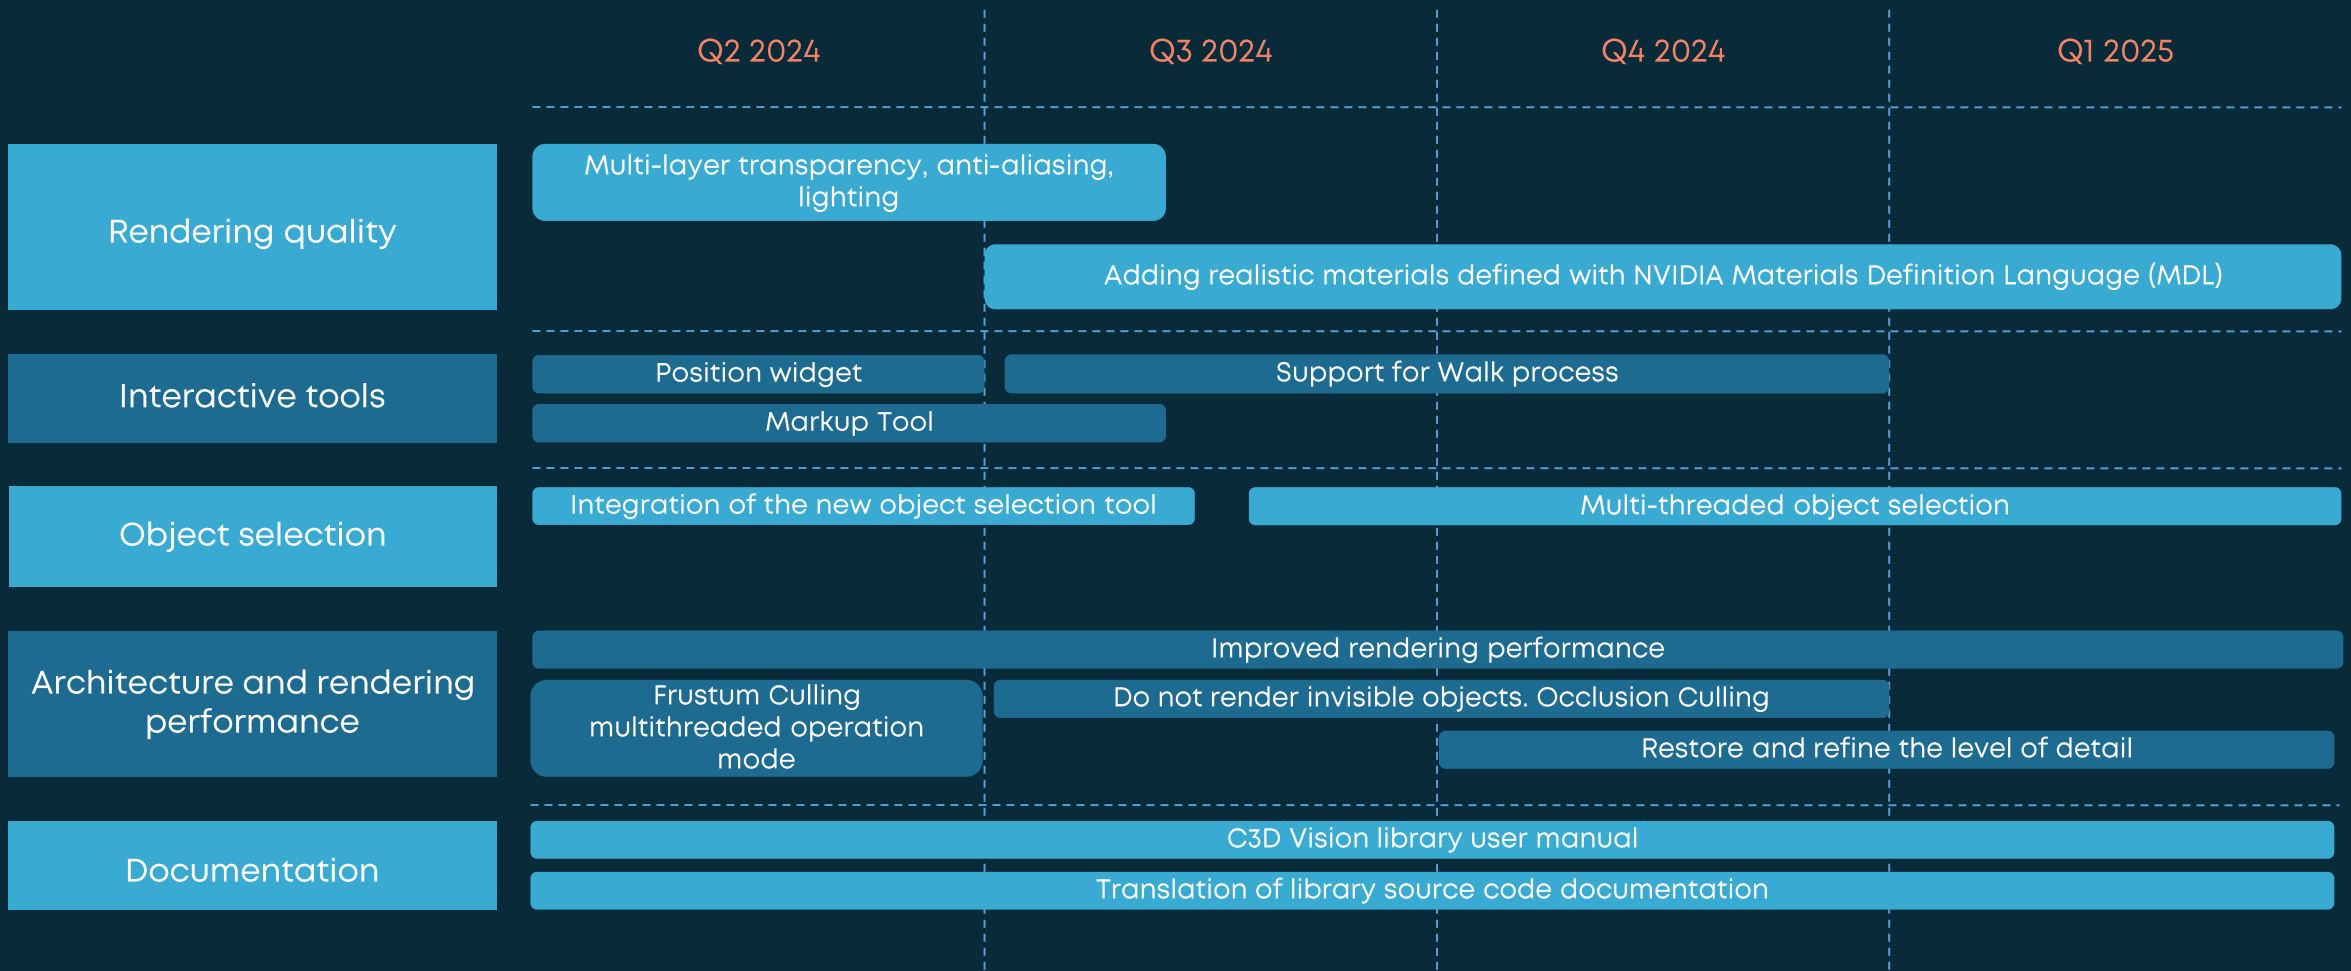 Q2 2024
Q3 2024
Q4 2024
Q1 2025
Rendering quality
Multi-layer transparency, anti-aliasing,
lighting
Adding realistic materials defined with NVIDIA Materials Definition Language (MDL)
Interactive tools
Position widget
Support for Walk process
Markup Tool
Object selection
Integration of the new object selection tool
Multi-threaded object selection
Architecture and rendering
performance
Improved rendering performance
Frustum Culling
multithreaded operation
mode
Do not render invisible objects. Occlusion Culling
Restore and refine the level of detail
Documentation
C3D Vision library user manual
Translation of library source code documentation